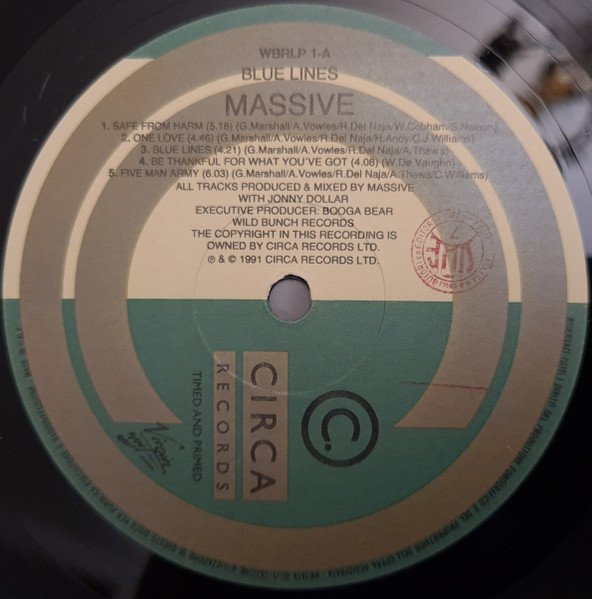 WBRLP 1-A
BLUE LINES
MASSIVE
1. SAFE FROM HARM (5.18) (G.Marshall/A.Vowles/R.Del Naja/W.Cobham/S.Nelson)
2. ONE LOVE (4.46) (G.Marshall/A.Vowles/R.Del Naja/H.Andy/C.J.Williams)
3. BLUE LINES (4.21) (G.Marshall/A.Vowles/R.Del Naja/A.Thaws)
4. BE THANKFUL FOR WHAT YOU'VE GOT (4.08) (W.De Vaughn)
5. FIVE MAN ARMY (6.03) (G.Marshall/A.Vowles/R.Del Naja/A.Thaws/C.Williams)
ALL TRACKS PRODUCED & MIXED BY MASSIVE
WITH JONNY DOLLAR
EXECUTIVE PRODUCER: BOOGA BEAR
WILD BUNCH RECORDS
THE COPYRIGHT IN THIS RECORDING IS
OWNED BY CIRCA RECORDS LTD.
℗ & © 1991 CIRCA RECORDS LTD.
SIAE
C.
CIRCA
RECORDS
TIMED AND PRIMED
Virgin